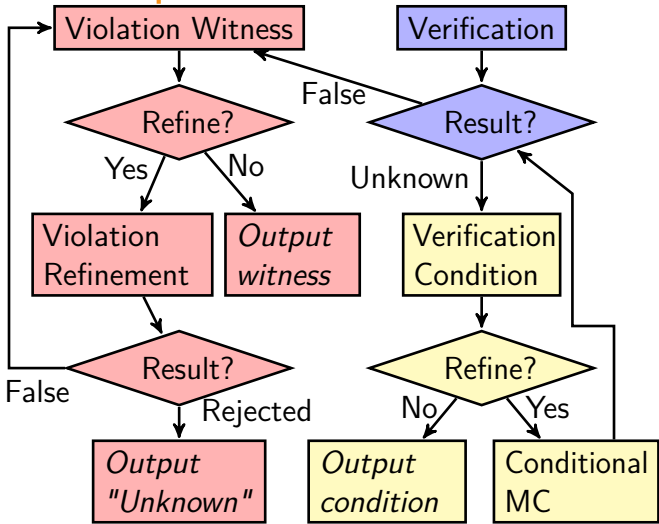 Violation Witness
Verification
False
Refine?
Result?
Yes
No
Unknown
Violation
Refinement
Output
witness
Verification
Condition
Result?
Refine?
False
Rejected
No
Yes
Output
"Unknown"
Output
condition
Conditional
MC